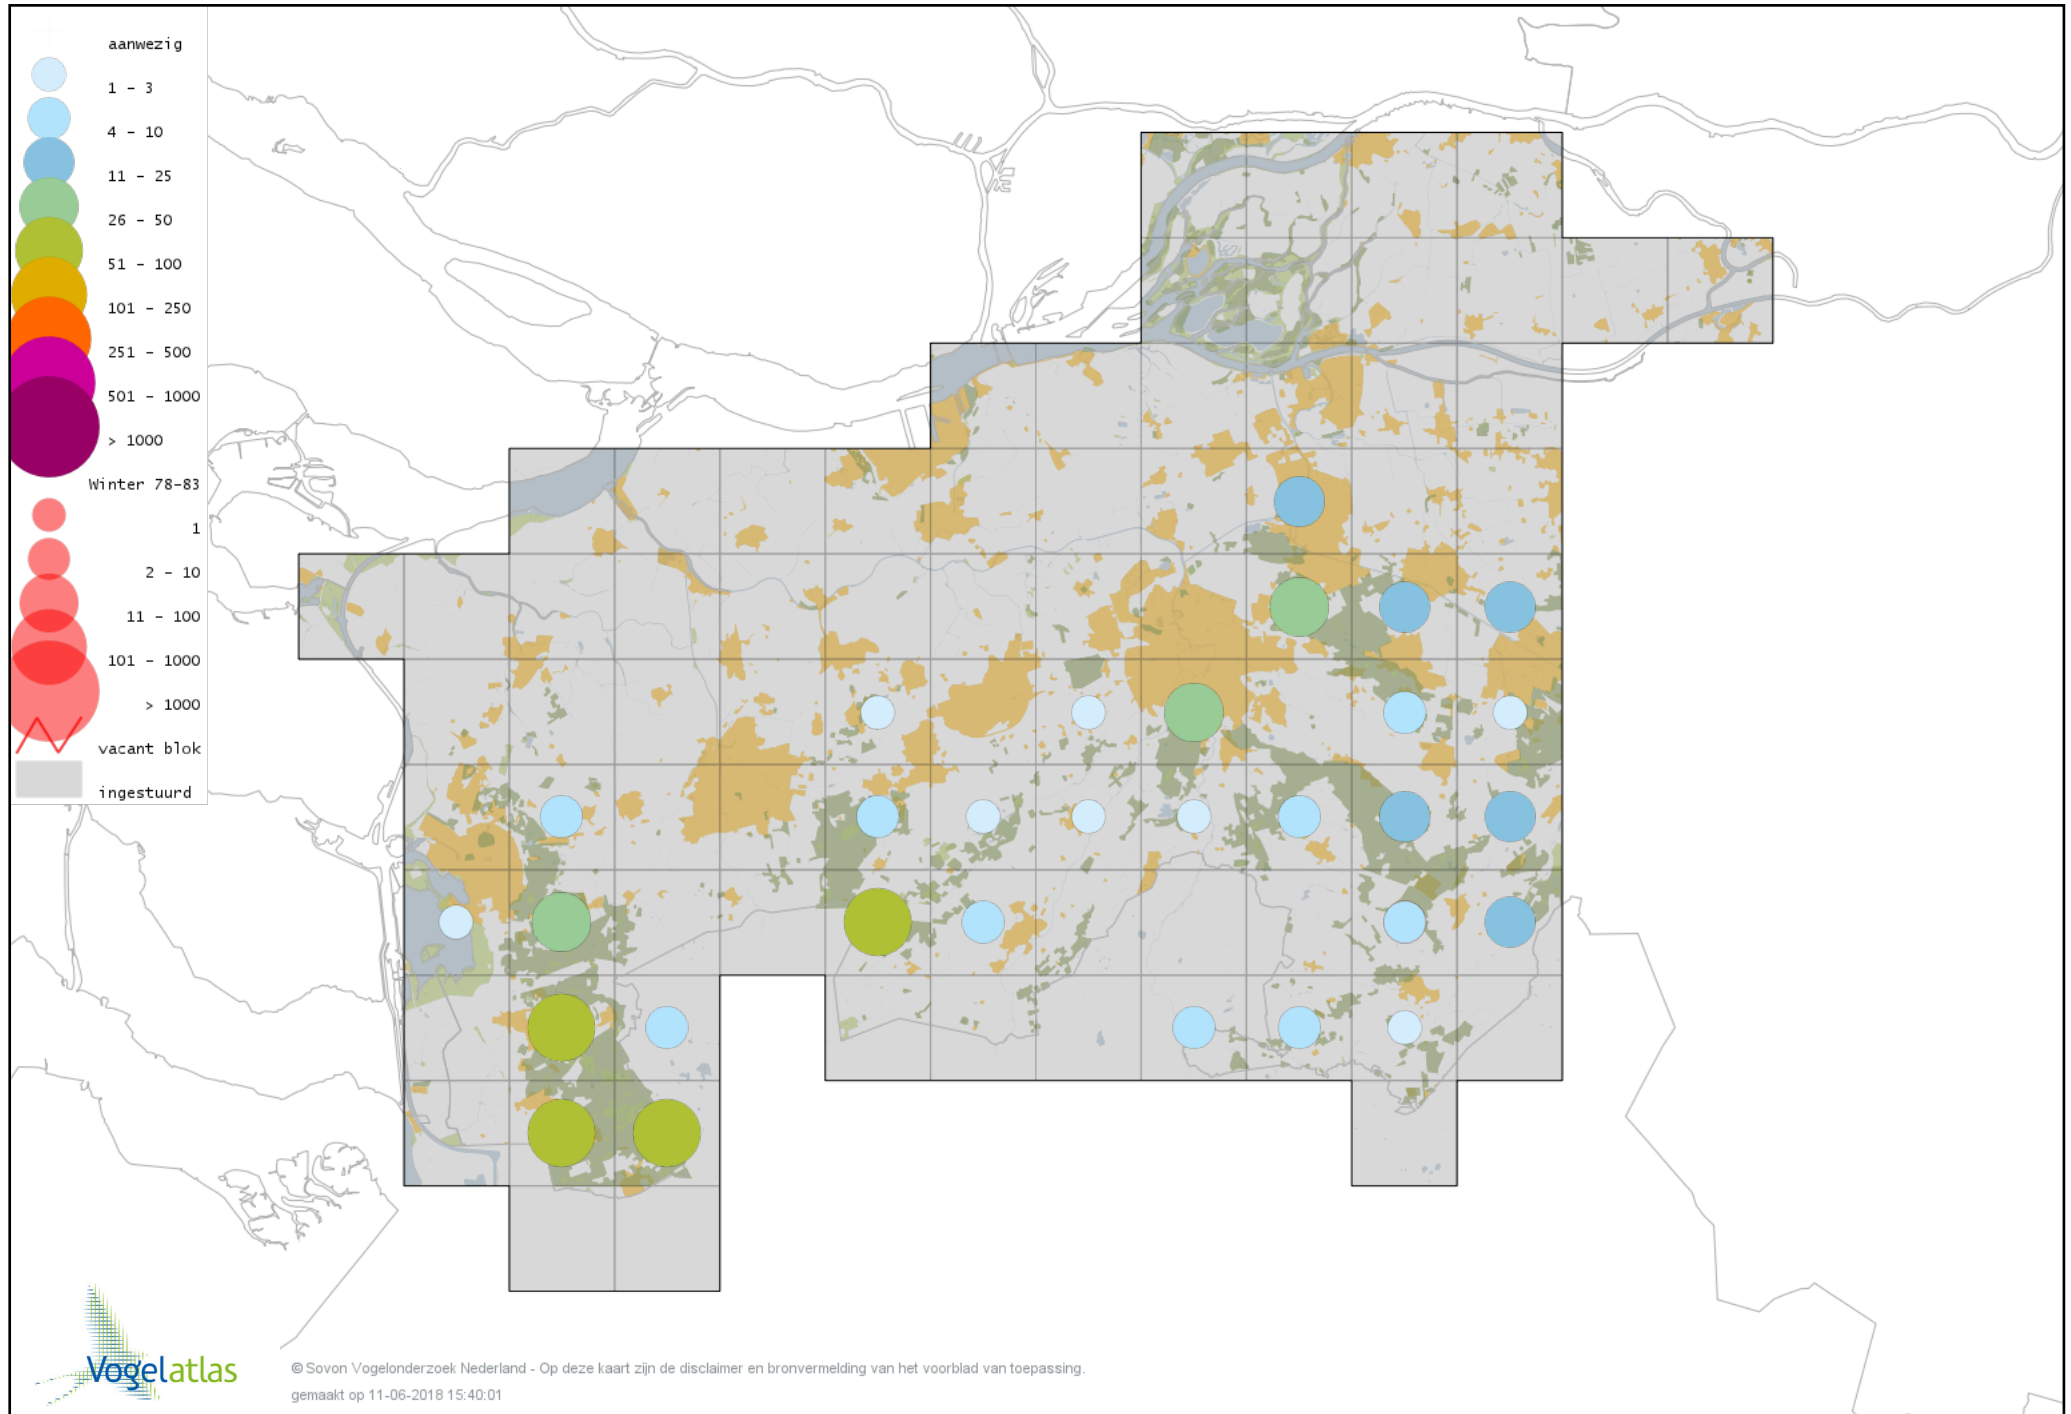 aanwezig
1 - 3
4 - 10
11 - 25
26 - 50
51 - 100
101 - 250
251 - 500
501 - 1000
> 1000
Winter 78-83
1
2 - 10
11 - 100
101 - 1000
> 1000
vacant blok
ingestuurd
Vogelatlas
© Sovon Vogelonderzoek Nederland - Op deze kaart zijn de disclaimer en bronvermelding van het voorblad van toepassing.
gemaakt op 11-06-2018 15:40:01